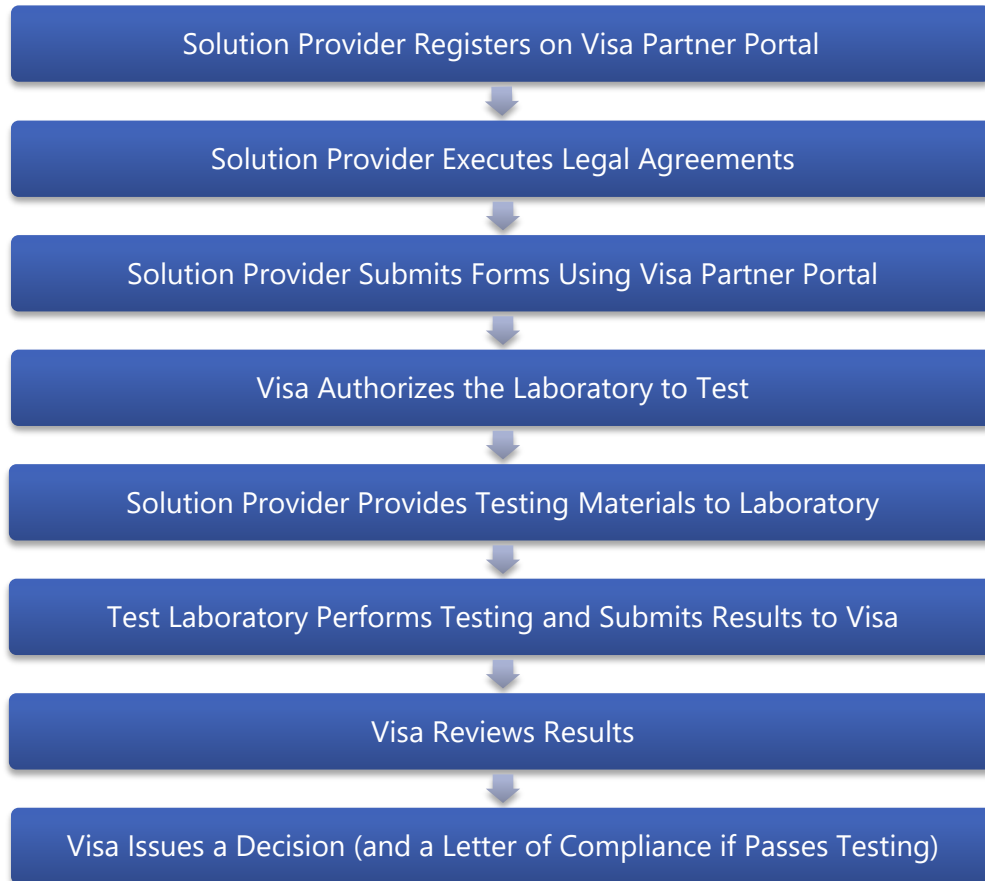 Solution Provider Registers on Visa Partner Portal
Solution Provider Executes Legal Agreements
Solution Provider Submits Forms Using Visa Partner Portal
Visa Authorizes the Laboratory to Test
Solution Provider Provides Testing Materials to Laboratory
Test Laboratory Performs Testing and Submits Results to Visa
Visa Reviews Results
Visa Issues a Decision (and a Letter of Compliance if Passes Testing)